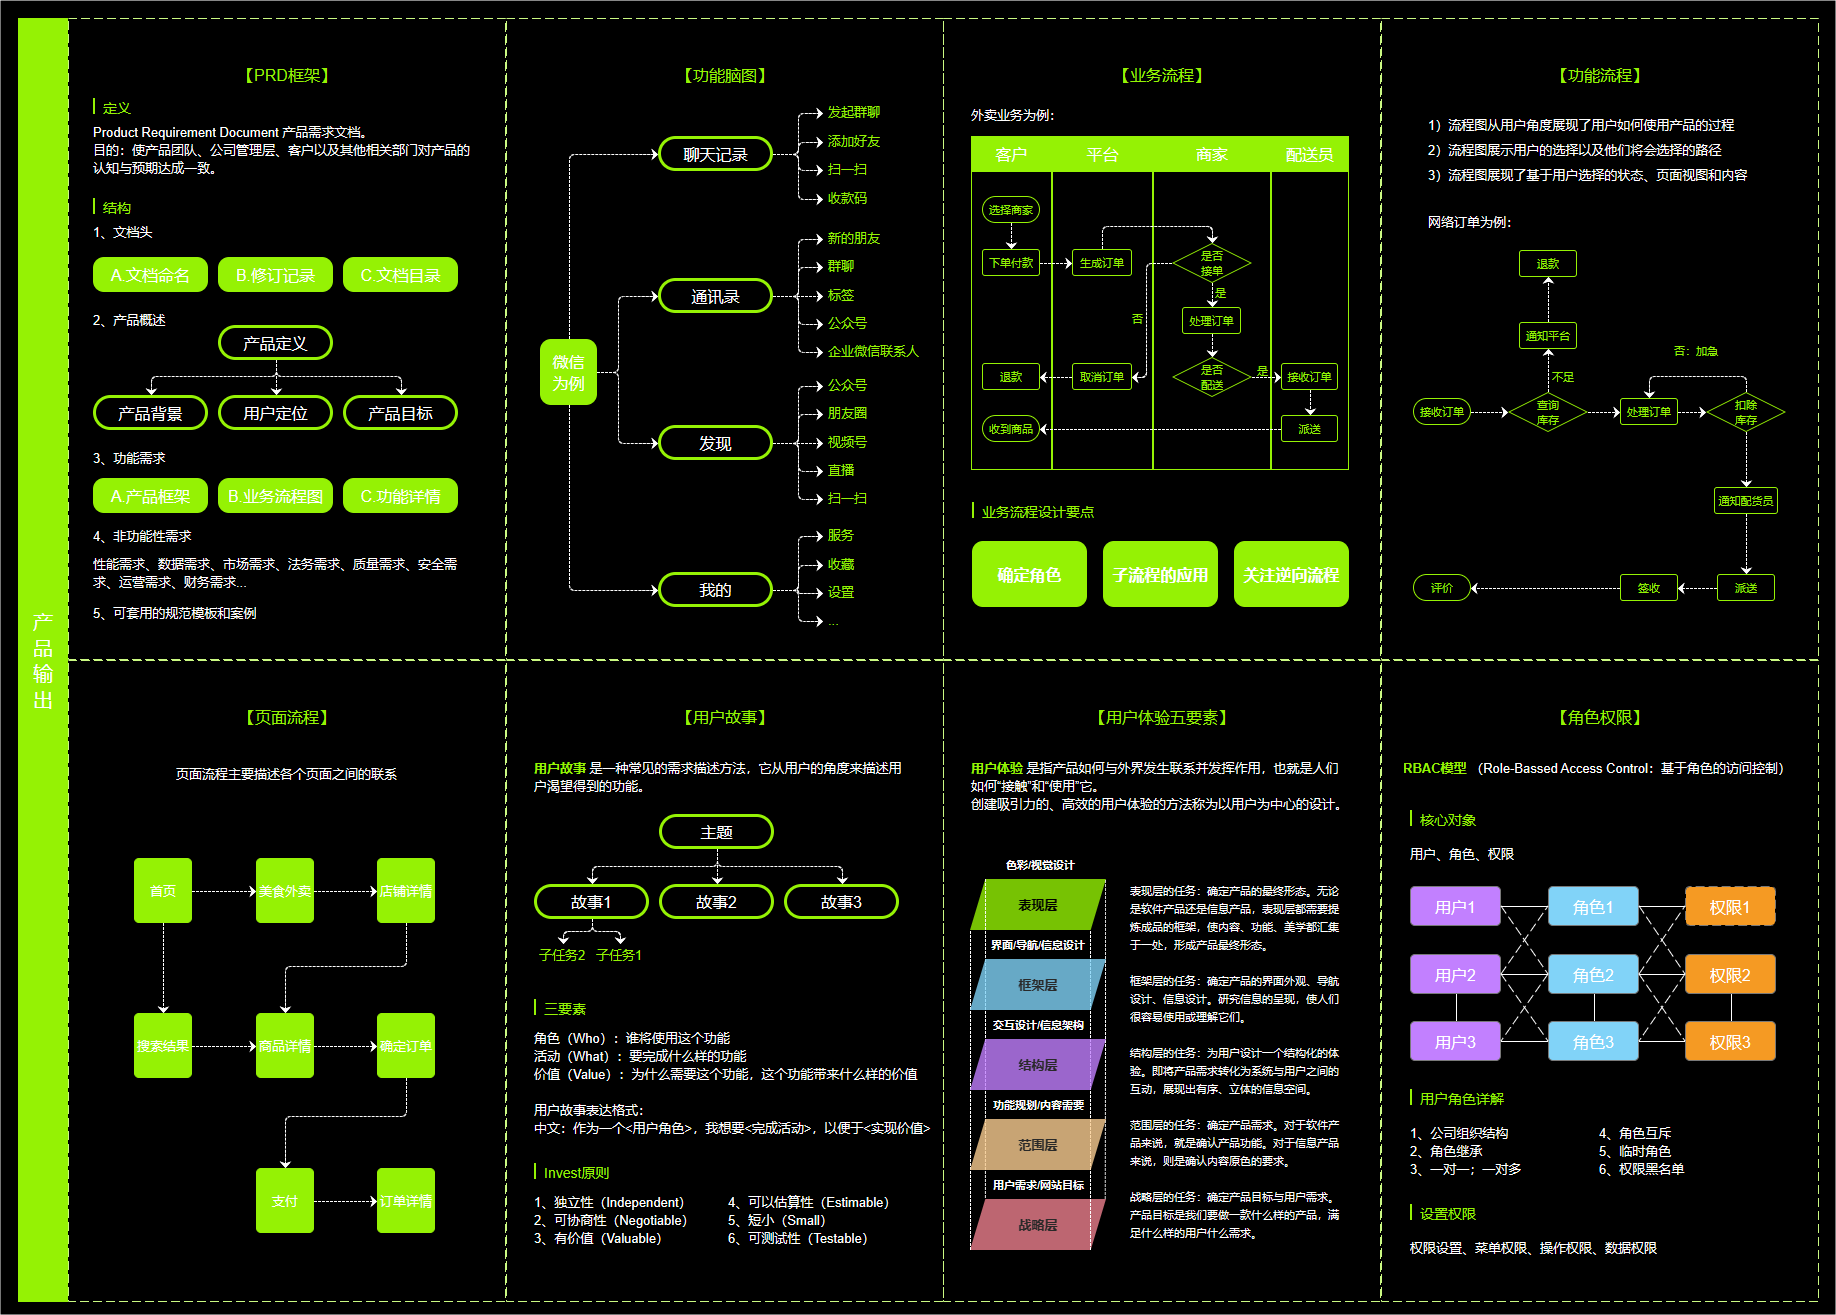 产品输出
【PRD框架】
定义
Product Requirement Document 产品需求文档。
目的：使产品团队、公司管理层、客户以及其他相关部门对产品的
认知与预期达成一致。
结构
1、文档头
A.文档命名
B.修订记录
C.文档目录
2、产品概述
产品定义
产品背景
用户定位
产品目标
3、功能需求
A.产品框架
B.业务流程图
C.功能详情
4、非功能性需求
性能需求、数据需求、市场需求、法务需求、质量需求、安全需
求、运营需求、财务需求...
5、可套用的规范模板和案例
【功能脑图】
微信
为例
聊天记录
发起群聊
添加好友
扫一扫
收款码
通讯录
新的朋友
群聊
标签
公众号
企业微信联系人
发现
公众号
朋友圈
视频号
直播
扫一扫
我的
服务
收藏
设置
...
【业务流程】
外卖业务为例：
客户
平台
商家
配送员
选择商家
下单付款
生成订单
是否
接单
是
否
处理订单
是否
配送
是
退款
取消订单
接收订单
收到商品
派送
业务流程设计要点
确定角色
子流程的应用
关注逆向流程
【功能流程】
1）流程图从用户角度展现了用户如何使用产品的过程
2）流程图展示用户的选择以及他们将会选择的路径
3）流程图展现了基于用户选择的状态、页面视图和内容
网络订单为例：
退款
通知平台
不足
否：加急
接收订单
查询
库存
处理订单
扣除
库存
通知配货员
评价
签收
派送
【页面流程】
页面流程主要描述各个页面之间的联系
首页
美食外卖
店铺详情
搜索结果
商品详情
确定订单
支付
订单详情
【用户故事】
用户故事 是一种常见的需求描述方法，它从用户的角度来描述用
户渴望得到的功能。
主题
故事1
故事2
故事3
子任务2
子任务1
三要素
角色（Who）：谁将使用这个功能
活动（What）：要完成什么样的功能
价值（Value）：为什么需要这个功能，这个功能带来什么样的价值
用户故事表达格式：
中文：作为一个<用户角色>，我想要<完成活动>，以便于<实现价值>
Invest原则
1、独立性（Independent）
2、可协商性（Negotiable）
3、有价值（Valuable）
4、可以估算性（Estimable）
5、短小（Small）
6、可测试性（Testable）
【用户体验五要素】
用户体验 是指产品如何与外界发生联系并发挥作用，也就是人们
如何“接触”和“使用”它。
创建吸引力的、高效的用户体验的方法称为以用户为中心的设计。
色彩/视觉设计
表现层
界面/导航/信息设计
框架层
交互设计/信息架构
结构层
功能规划/内容需要
范围层
用户需求/网站目标
战略层
表现层的任务：确定产品的最终形态。无论
是软件产品还是信息产品，表现层都需要提
炼成品的框架，使内容、功能、美学都汇集
于一处，形成产品最终形态。
框架层的任务：确定产品的界面外观、导航
设计、信息设计。研究信息的呈现，使人们
很容易使用或理解它们。
结构层的任务：为用户设计一个结构化的体
验。即将产品需求转化为系统与用户之间的
互动，展现出有序、立体的信息空间。
范围层的任务：确定产品需求。对于软件产
品来说，就是确认产品功能。对于信息产品
来说，则是确认内容原色的要求。
战略层的任务：确定产品目标与用户需求。
产品目标是我们要做一款什么样的产品，满
足什么样的用户什么需求。
【角色权限】
RBAC模型 （Role-Bassed Access Control：基于角色的访问控制）
核心对象
用户、角色、权限
用户1
角色1
权限1
用户2
角色2
权限2
用户3
角色3
权限3
用户角色详解
1、公司组织结构
2、角色继承
3、一对一；一对多
4、角色互斥
5、临时角色
6、权限黑名单
设置权限
权限设置、菜单权限、操作权限、数据权限